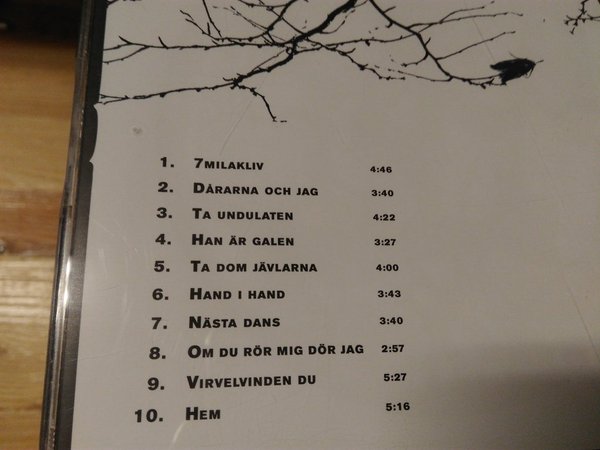 1. 7MILAKLIV 4:46
2. DÅRARNA OCH JAG 3:40
3. TA UNDULATEN 4:22
4. HAN ÄR GALEN 3:27
5. TA DOM JÄVLARNA 4:00
6. HAND I HAND 3:43
7. NÄSTA DANS 3:40
8. OM DU RÖR MIG DÖR JAG 2:57
9. VIRVELVINDEN DU 5:27
10. HEM 5:16